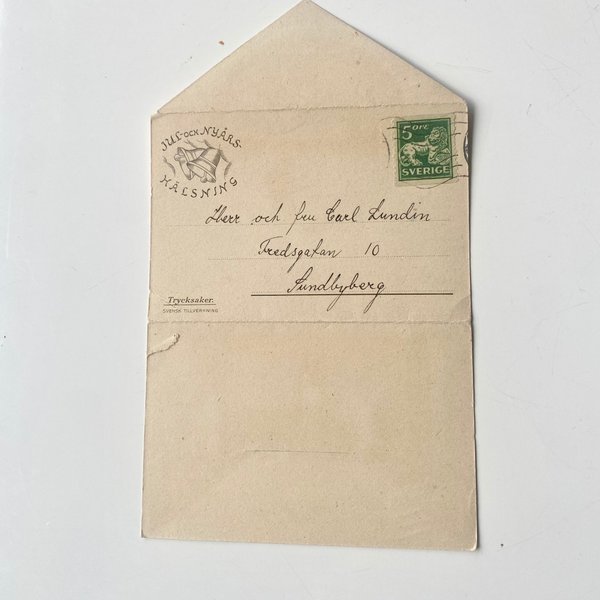 JUL- OCH NYÅRS-
HÄLSNING
5 ÖRE
SVERIGE
Herr och fru Carl Lundin
Fredsgatan 10
Sundbyberg
Trycksaker.
SVENSK TILLVERKNING